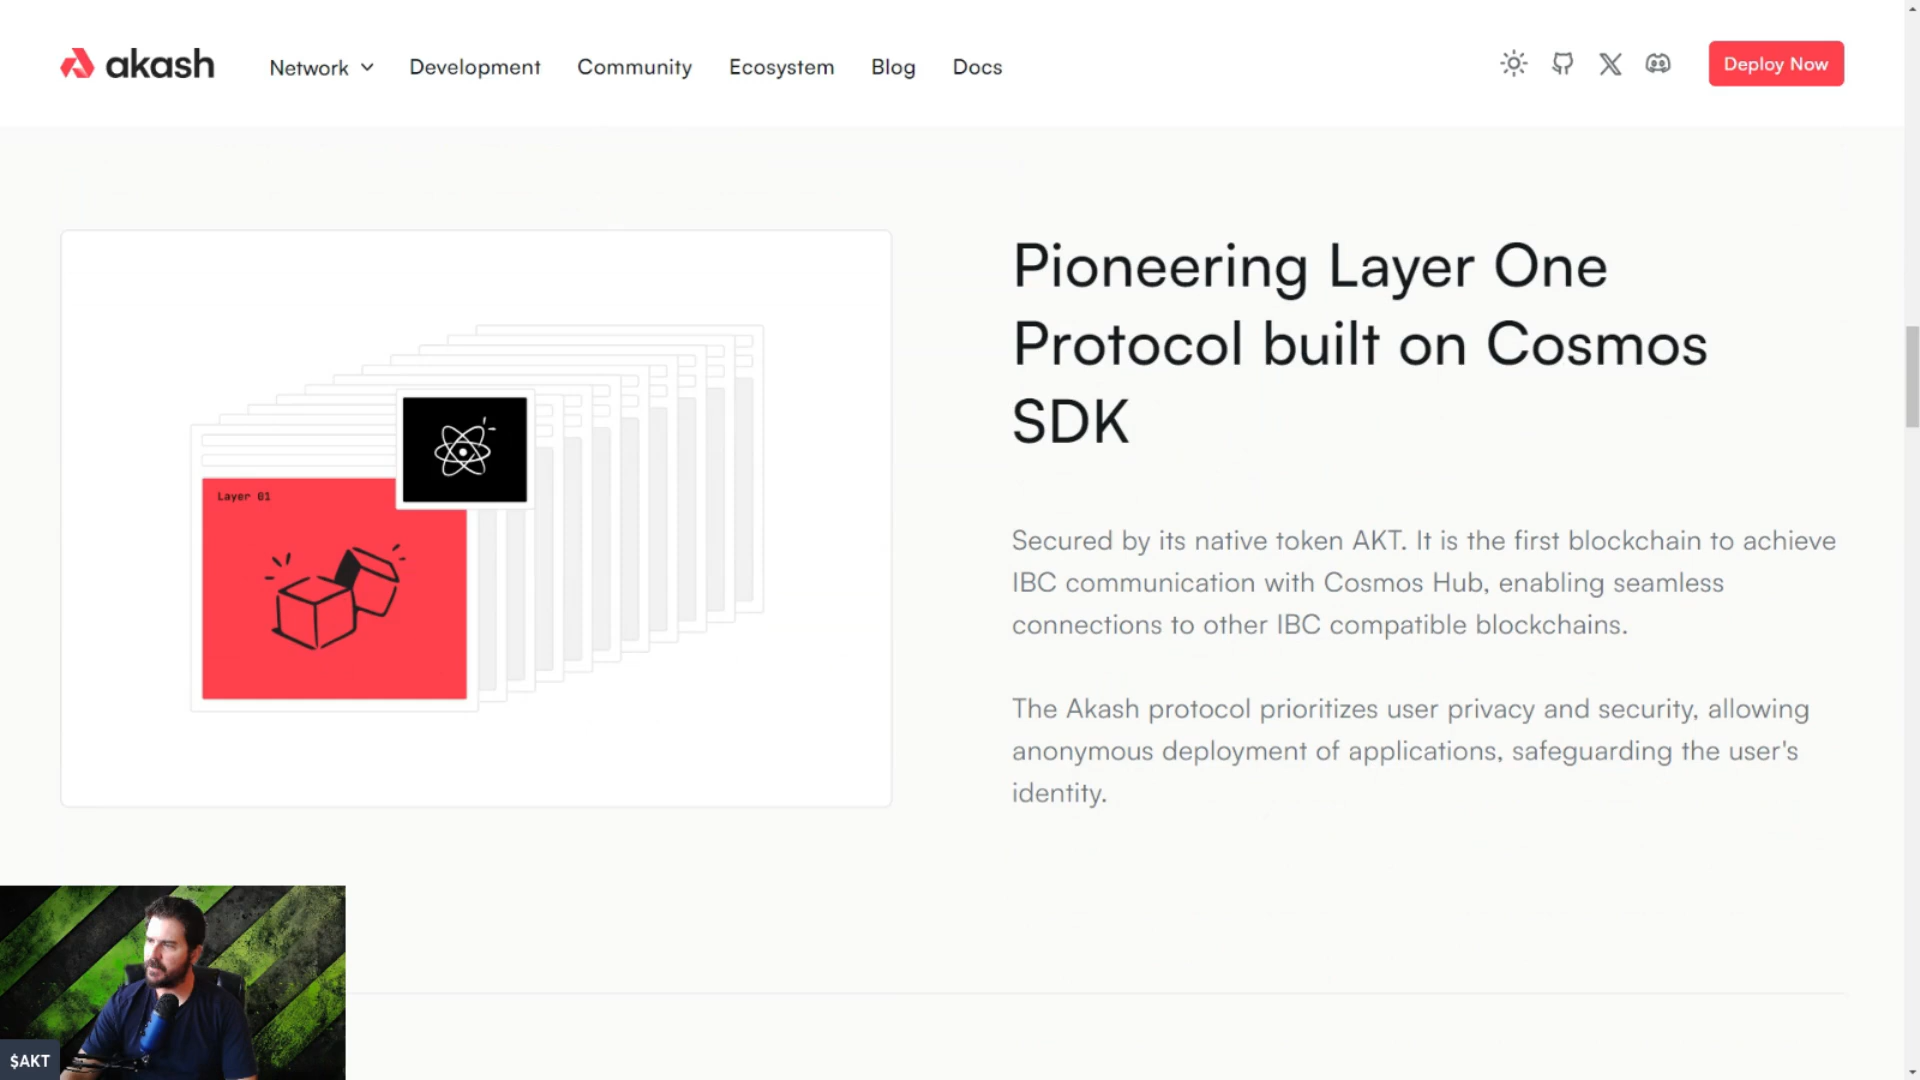 akash
Network
Development
Community
Ecosystem
Blog
Docs
Deploy Now
Pioneering Layer One
Protocol built on Cosmos
SDK
Layer 01
Secured by its native token AKT. It is the first blockchain to achieve
IBC communication with Cosmos Hub, enabling seamless
connections to other IBC compatible blockchains.
The Akash protocol prioritizes user privacy and security, allowing
anonymous deployment of applications, safeguarding the user's
identity.
$AKT